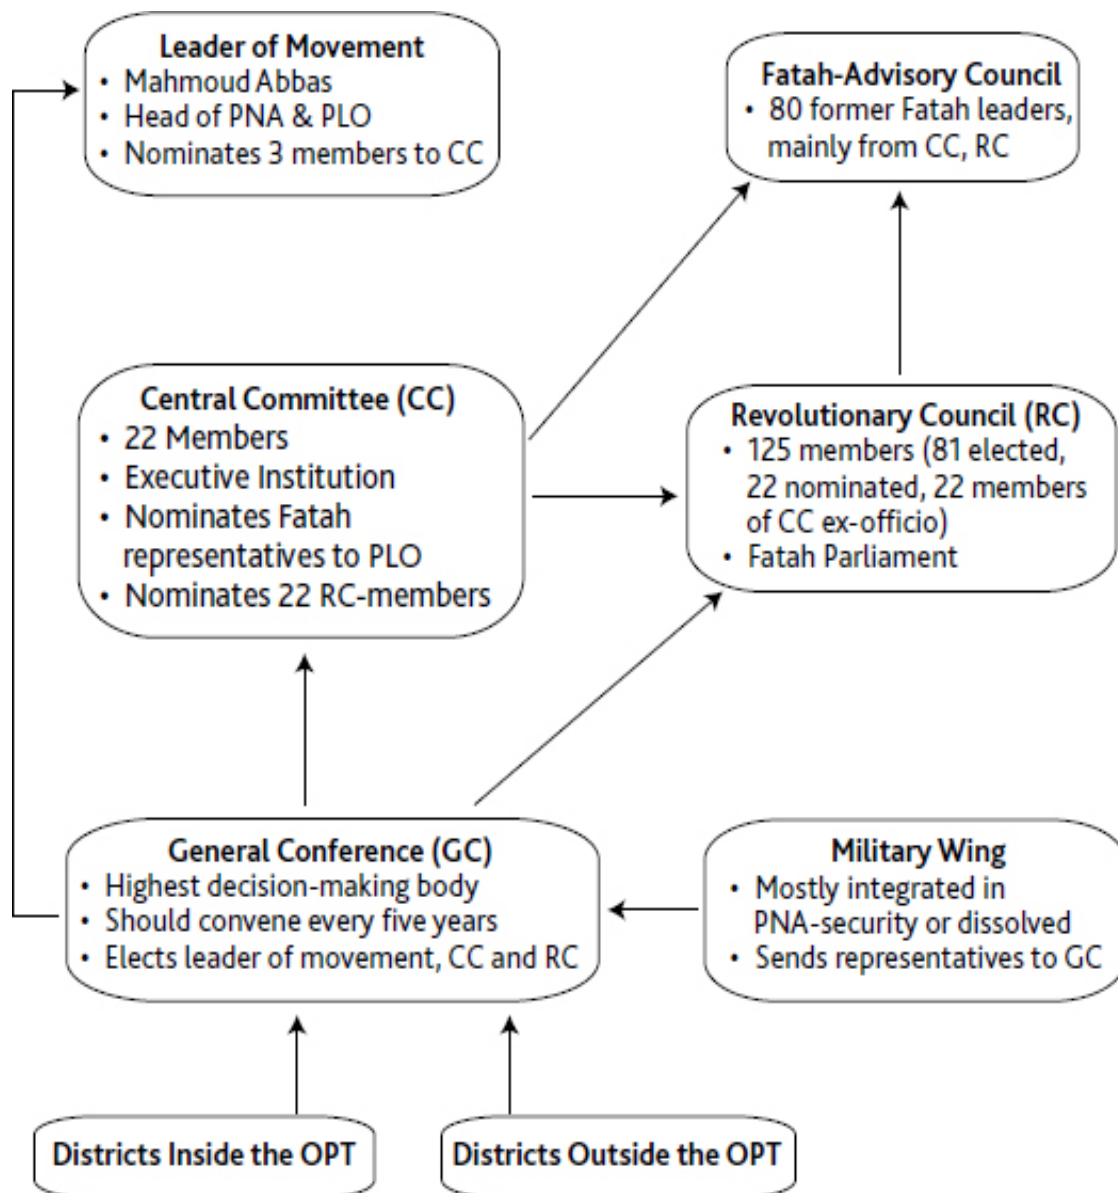 Leader of Movement
• Mahmoud Abbas
• Head of PNA & PLO
• Nominates 3 members to CC
Fatah-Advisory Council
• 80 former Fatah leaders,
mainly from CC, RC
Central Committee (CC)
• 22 Members
• Executive Institution
• Nominates Fatah
representatives to PLO
• Nominates 22 RC-members
Revolutionary Council (RC)
• 125 members (81 elected,
22 nominated, 22 members
of CC ex-officio)
• Fatah Parliament
General Conference (GC)
• Highest decision-making body
• Should convene every five years
• Elects leader of movement, CC and RC
Military Wing
• Mostly integrated in
PNA-security or dissolved
• Sends representatives to GC
Districts Inside the OPT
Districts Outside the OPT